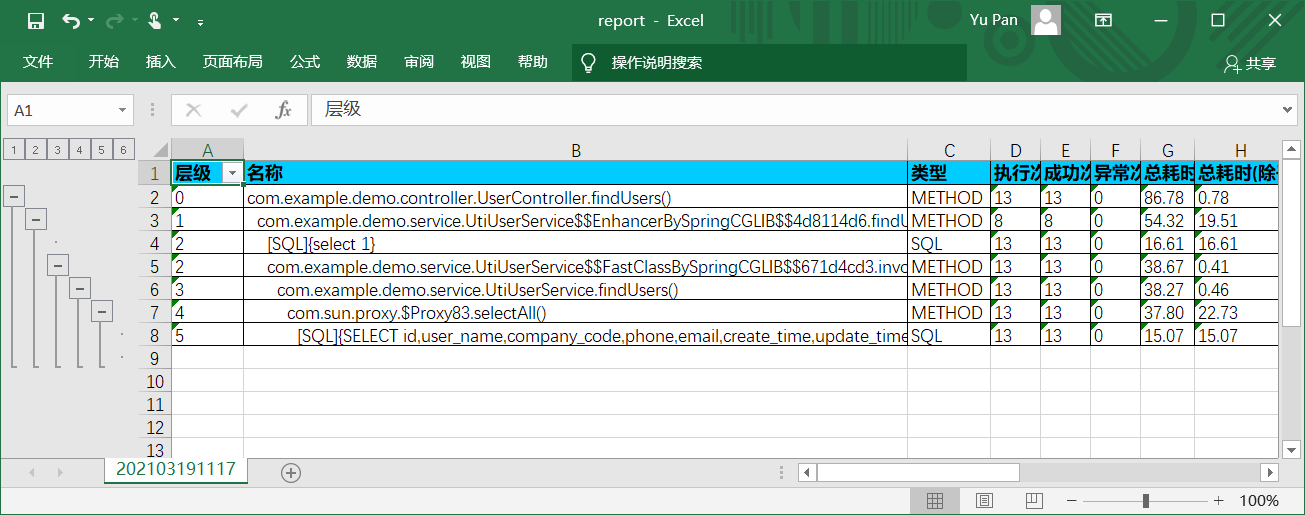 report - Excel
Yu Pan
文件 开始 插入 页面布局 公式 数据 审阅 视图 帮助 操作说明搜索 共享
A1 fx 层级
1 2 3 4 5 6
A B C D E F G H
1 层级 名称 类型 执行次 成功次 异常次 总耗时 总耗时(除
2 0 com.example.demo.controller.UserController.findUsers() METHOD 13 13 0 86.78 0.78
3 1 com.example.demo.service.UtiUserService$$EnhancerBySpringCGLIB$$4d8114d6.findU METHOD 8 8 0 54.32 19.51
4 2 [SQL]{select 1} SQL 13 13 0 16.61 16.61
5 2 com.example.demo.service.UtiUserService$$FastClassBySpringCGLIB$$671d4cd3.invo METHOD 13 13 0 38.67 0.41
6 3 com.example.demo.service.UtiUserService.findUsers() METHOD 13 13 0 38.27 0.46
7 4 com.sun.proxy.$Proxy83.selectAll() METHOD 13 13 0 37.80 22.73
8 5 [SQL]{SELECT id,user_name,company_code,phone,email,create_time,update_time SQL 13 13 0 15.07 15.07
9
10
11
12
13
202103191117
100%